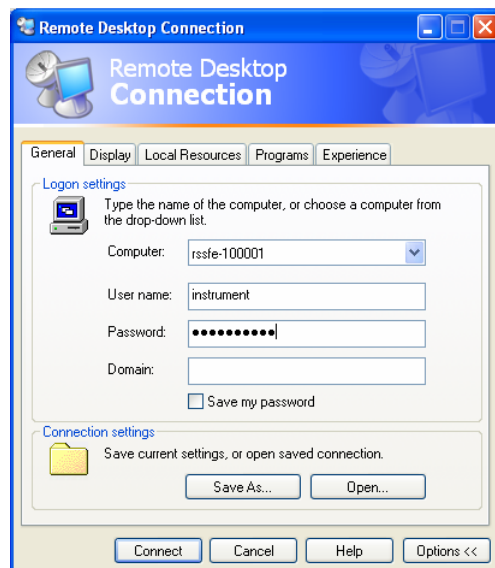 Remote Desktop Connection
Remote Desktop
Connection
General Display Local Resources Programs Experience
Logon settings
Type the name of the computer, or choose a computer from
the drop-down list.
Computer: rssfe-100001
User name: instrument
Password: ●●●●●●●●●●
Domain:
Save my password
Connection settings
Save current settings, or open saved connection.
Save As... Open...
Connect Cancel Help Options <<